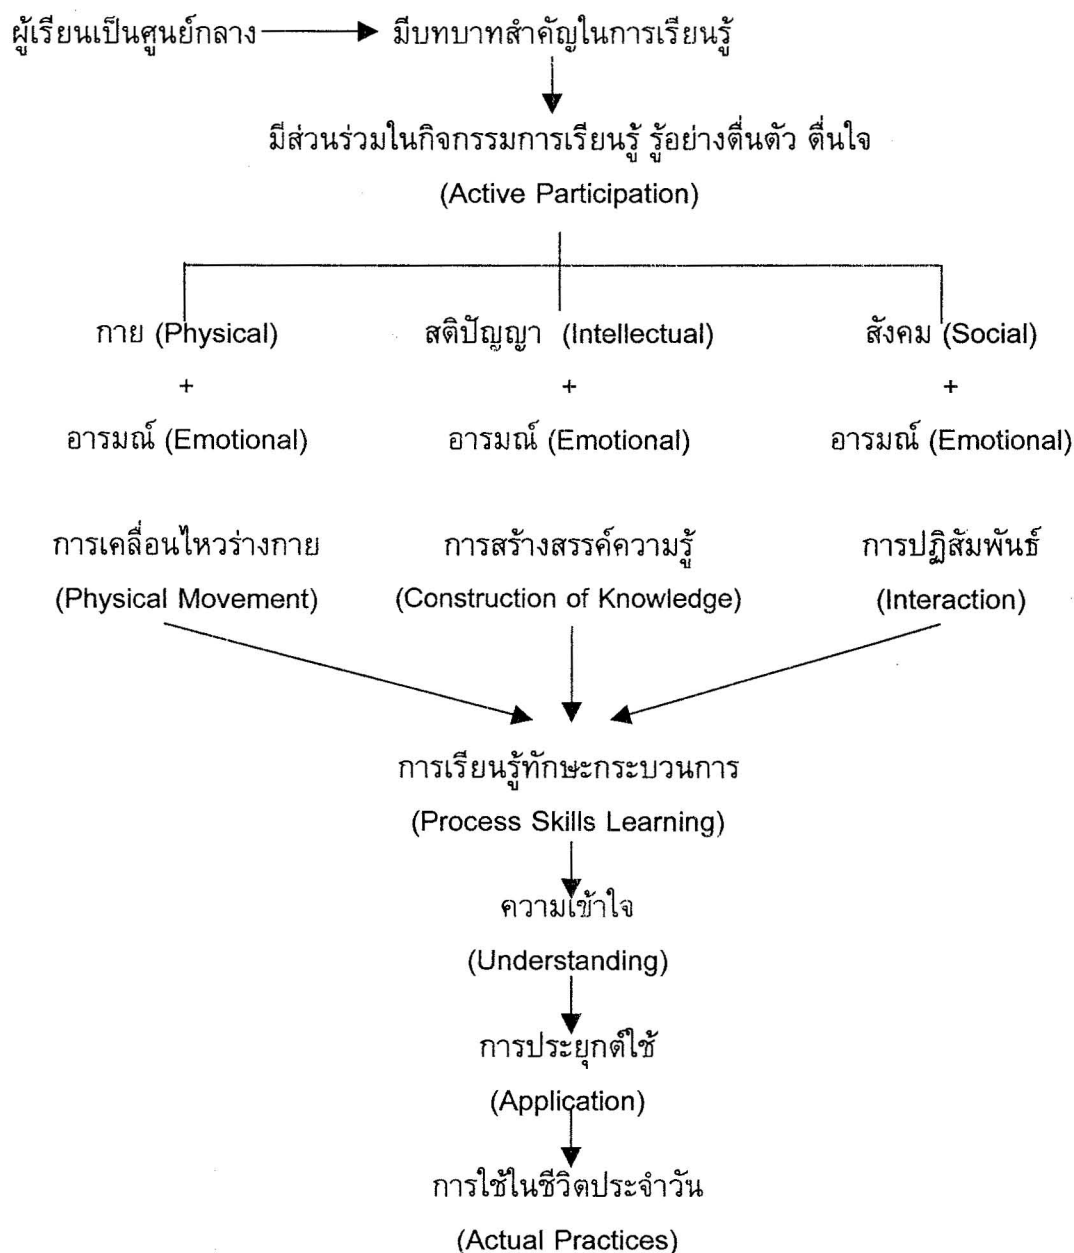 ผู้เรียนเป็นศูนย์กลาง มีบทบาทสำคัญในการเรียนรู้
มีส่วนร่วมในกิจกรรมการเรียนรู้ รู้อย่างตื่นตัว ตื่นใจ
(Active Participation)
กาย (Physical) สติปัญญา (Intellectual) สังคม (Social)
+ + +
อารมณ์ (Emotional) อารมณ์ (Emotional) อารมณ์ (Emotional)
การเคลื่อนไหวร่างกาย การสร้างสรรค์ความรู้ การปฏิสัมพันธ์
(Physical Movement) (Construction of Knowledge) (Interaction)
การเรียนรู้ทักษะกระบวนการ
(Process Skills Learning)
ความเข้าใจ
(Understanding)
การประยุกต์ใช้
(Application)
การใช้ในชีวิตประจำวัน
(Actual Practices)